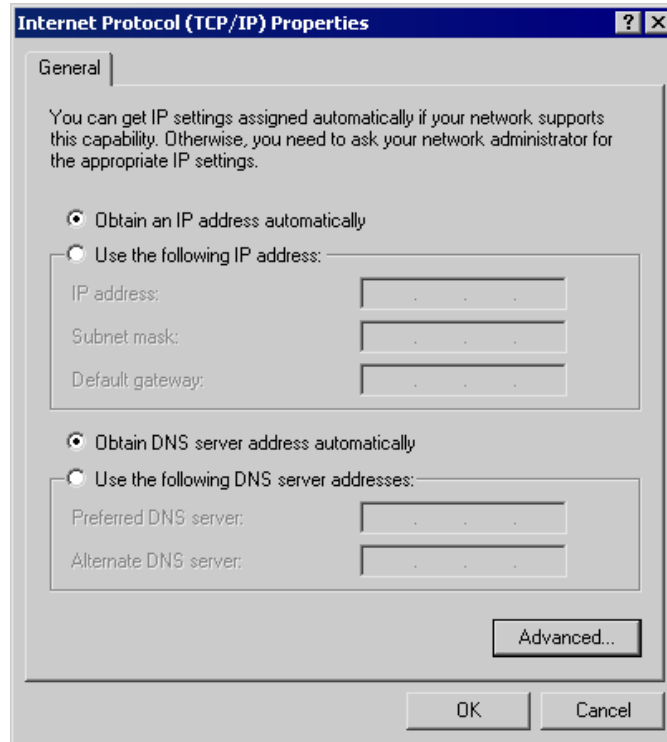 Internet Protocol (TCP/IP) Properties
General
You can get IP settings assigned automatically if your network supports
this capability. Otherwise, you need to ask your network administrator for
the appropriate IP settings.
Obtain an IP address automatically
Use the following IP address:
IP address:
Subnet mask:
Default gateway:
Obtain DNS server address automatically
Use the following DNS server addresses:
Preferred DNS server:
Alternate DNS server:
Advanced...
OK Cancel